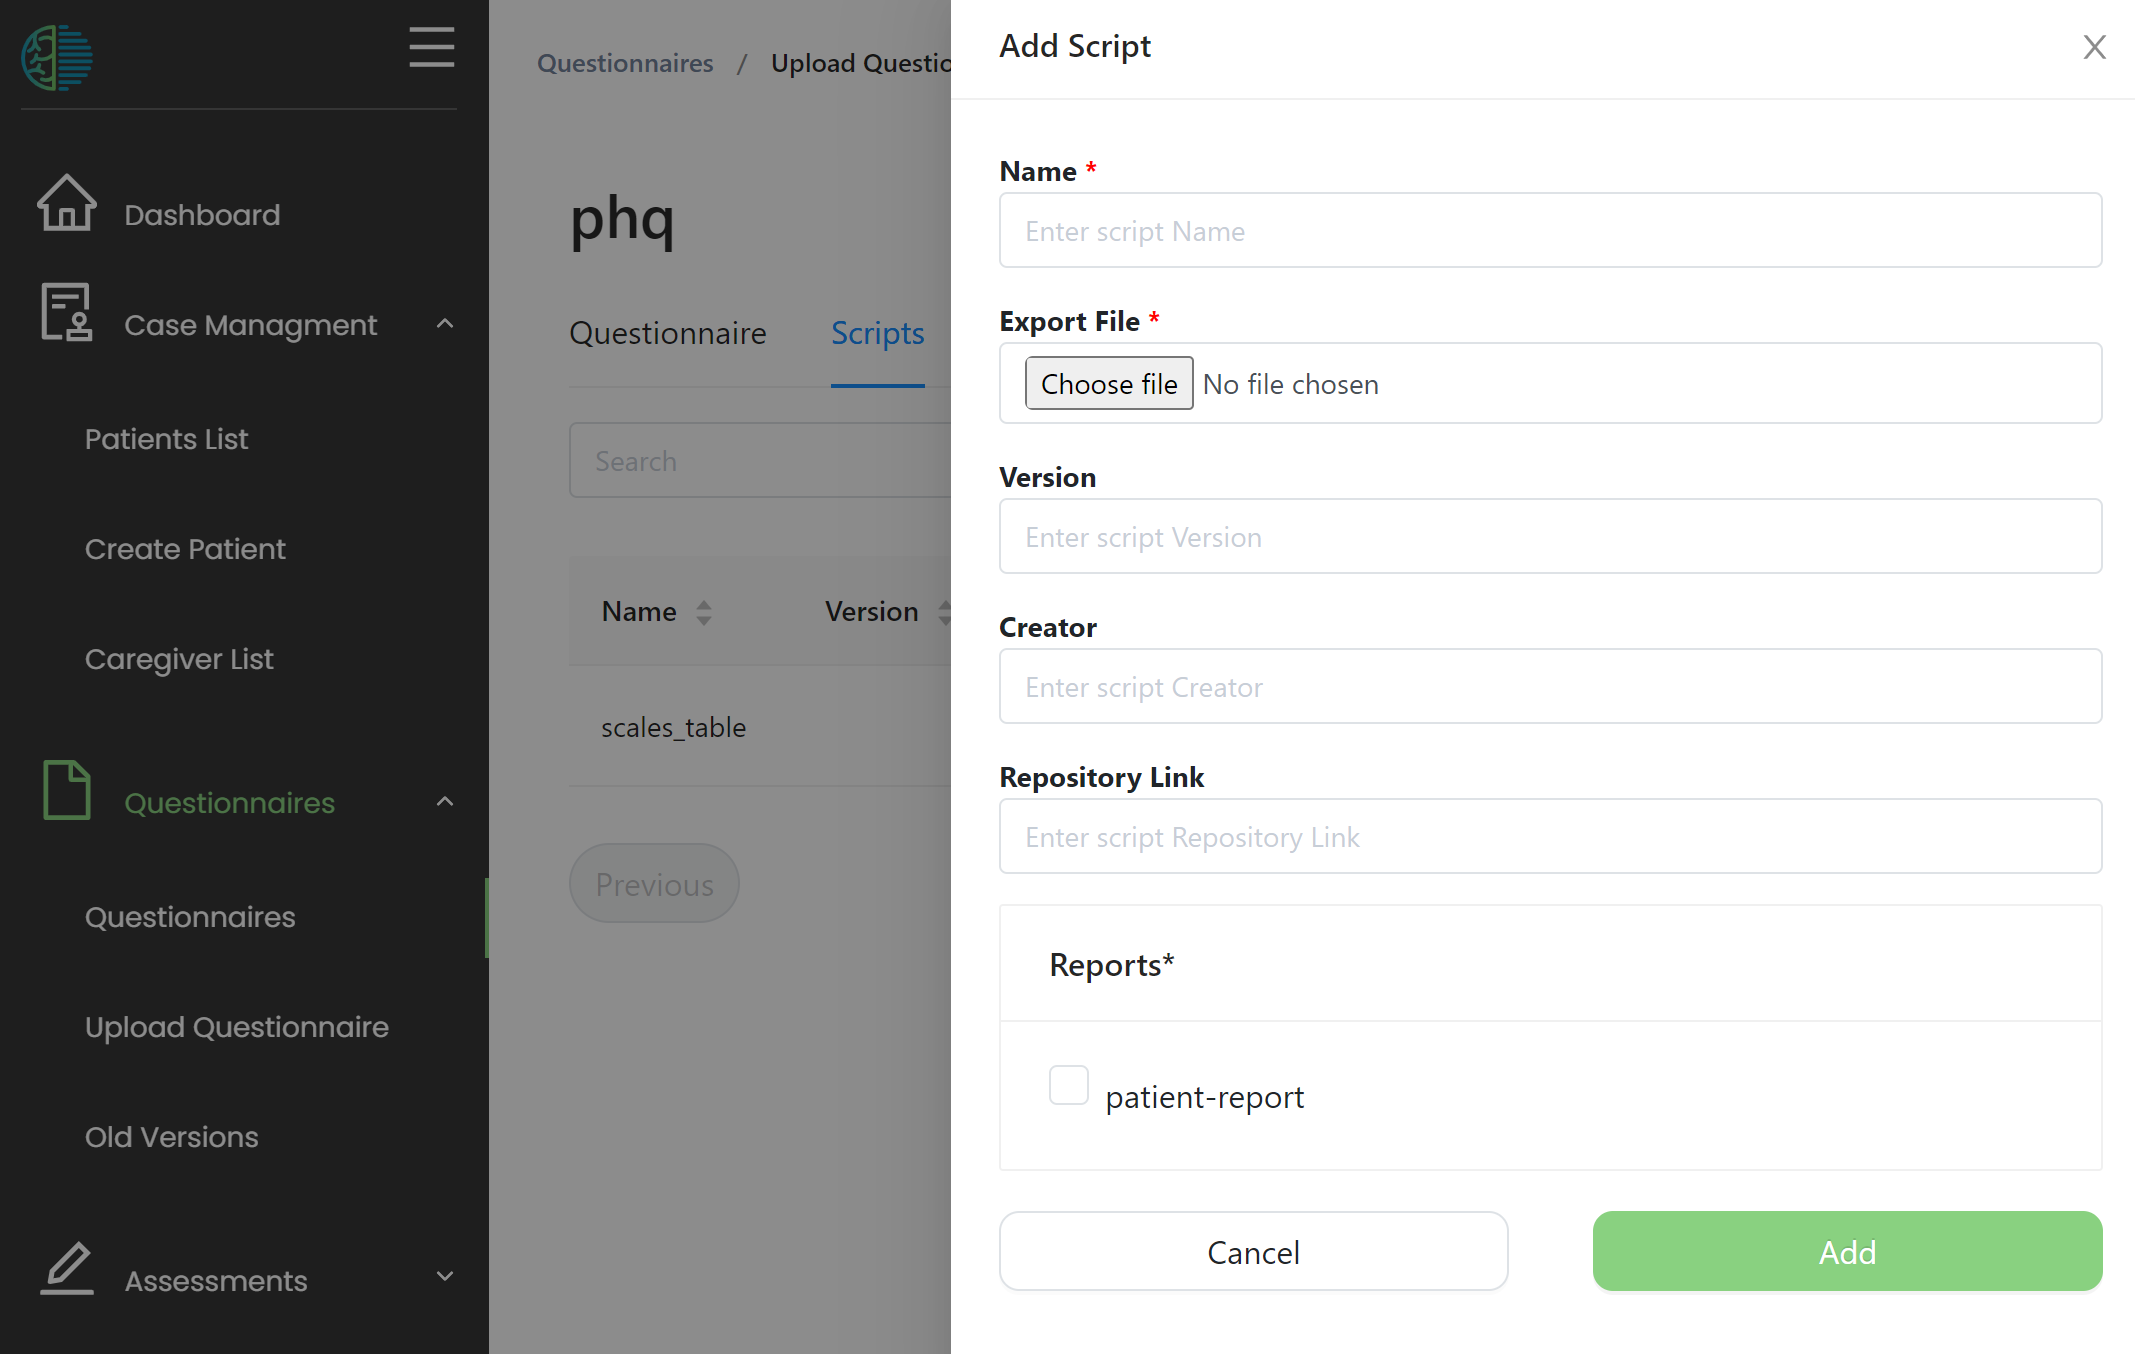 Dashboard
Case Managment
Patients List
Create Patient
Caregiver List
Questionnaires
Questionnaires
Upload Questionnaire
Old Versions
Assessments
Questionnaires / Upload Questio
phq
Questionnaire Scripts
Search
Name Version
scales_table
Previous
Add Script
Name *
Enter script Name
Export File *
Choose file No file chosen
Version
Enter script Version
Creator
Enter script Creator
Repository Link
Enter script Repository Link
Reports*
patient-report
Cancel Add